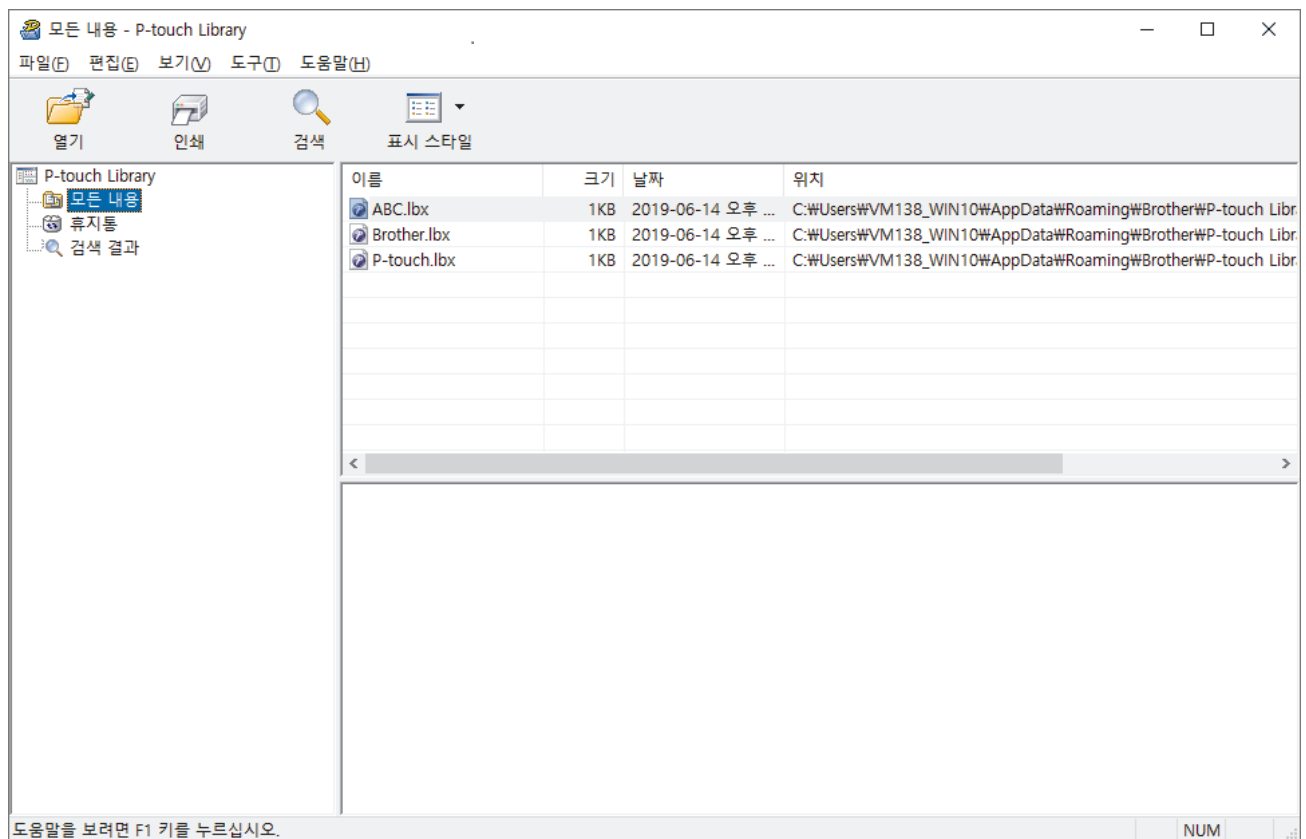 모든 내용 - P-touch Library
파일(F) 편집(E) 보기(V) 도구(T) 도움말(H)
열기 인쇄 검색 표시 스타일
P-touch Library
모든 내용
휴지통
검색 결과
이름 크기 날짜 위치
ABC.lbx 1KB 2019-06-14 오후 ... C:₩Users₩VM138_WIN10₩AppData₩Roaming₩Brother₩P-touch Libr
Brother.lbx 1KB 2019-06-14 오후 ... C:₩Users₩VM138_WIN10₩AppData₩Roaming₩Brother₩P-touch Libr
P-touch.lbx 1KB 2019-06-14 오후 ... C:₩Users₩VM138_WIN10₩AppData₩Roaming₩Brother₩P-touch Libr
도움말을 보려면 F1 키를 누르십시오. NUM